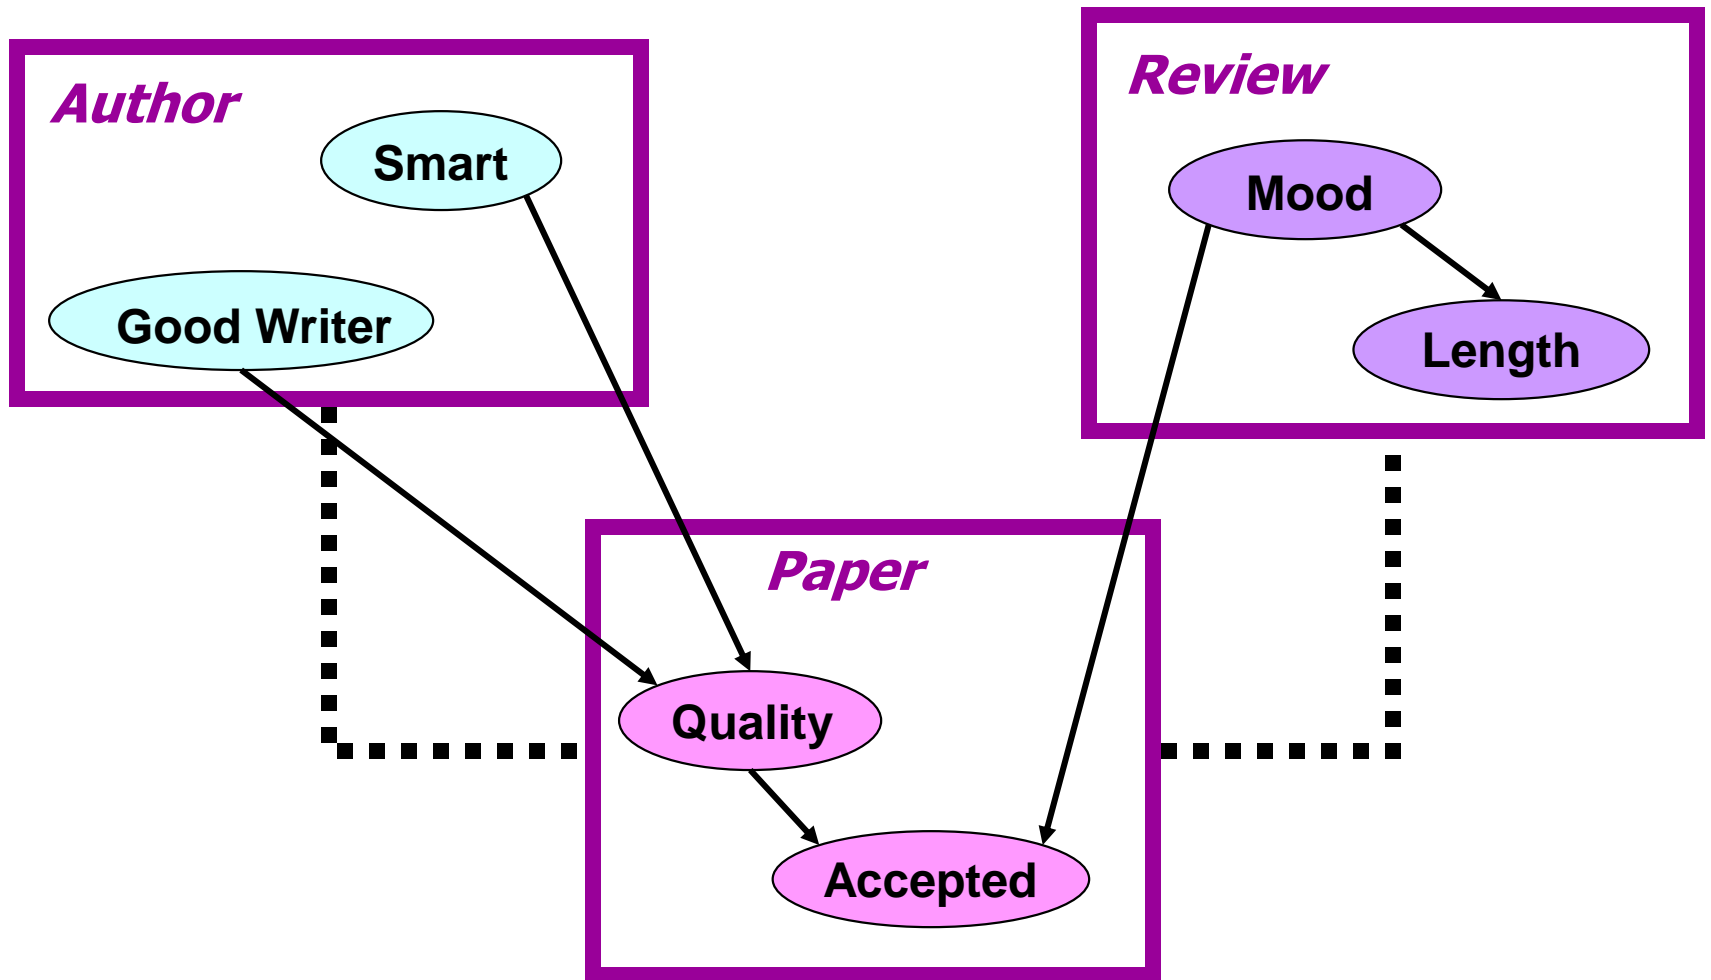 Author
Smart
Good Writer
Review
Mood
Length
Paper
Quality
Accepted